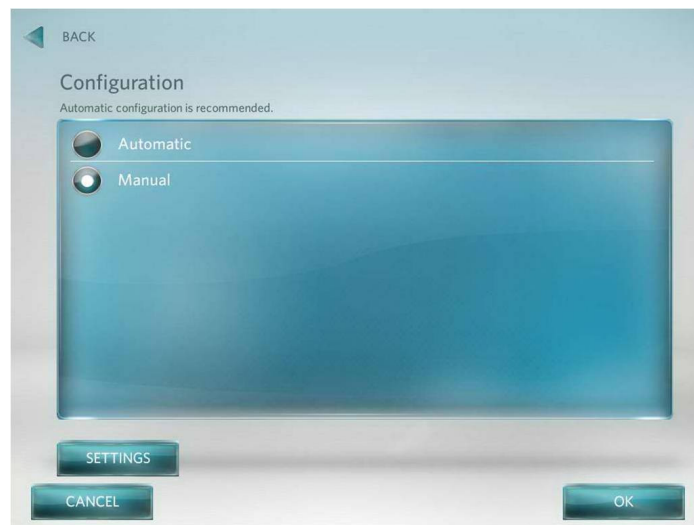 BACK
Configuration
Automatic configuration is recommended.
Automatic
Manual
SETTINGS
CANCEL
OK